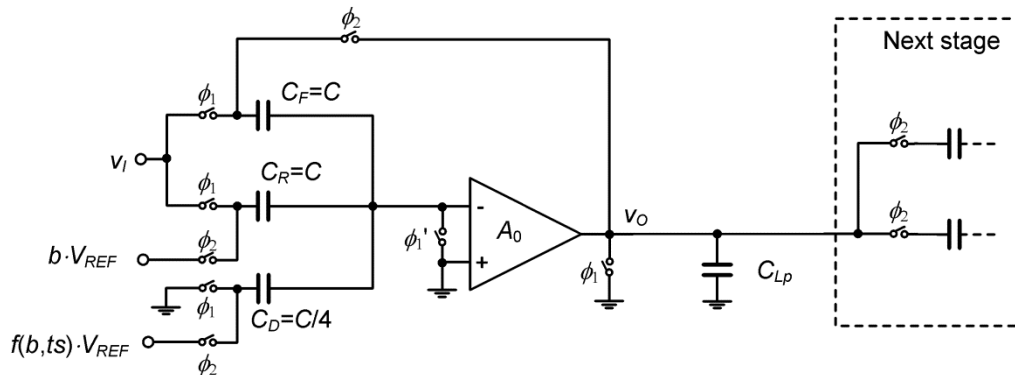 ϕ2
Next stage
ϕ1
CF=C
ϕ2
vI
CR=C
ϕ1
ϕ2
ϕ1'
-
A0
+
vO
b·VREF
ϕ2
ϕ1
CD=C/4
ϕ1
CLp
f(b,ts)·VREF
ϕ2